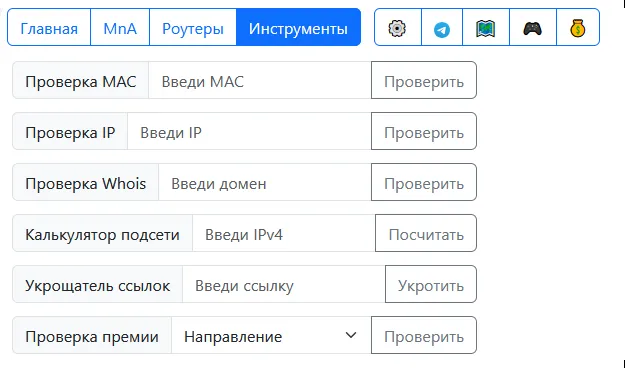 Главная MnA Роутеры Инструменты
Проверка MAC Введи MAC Проверить
Проверка IP Введи IP Проверить
Проверка Whois Введи домен Проверить
Калькулятор подсети Введи IPv4 Посчитать
Укрощатель ссылок Введи ссылку Укротить
Проверка премии Направление Проверить